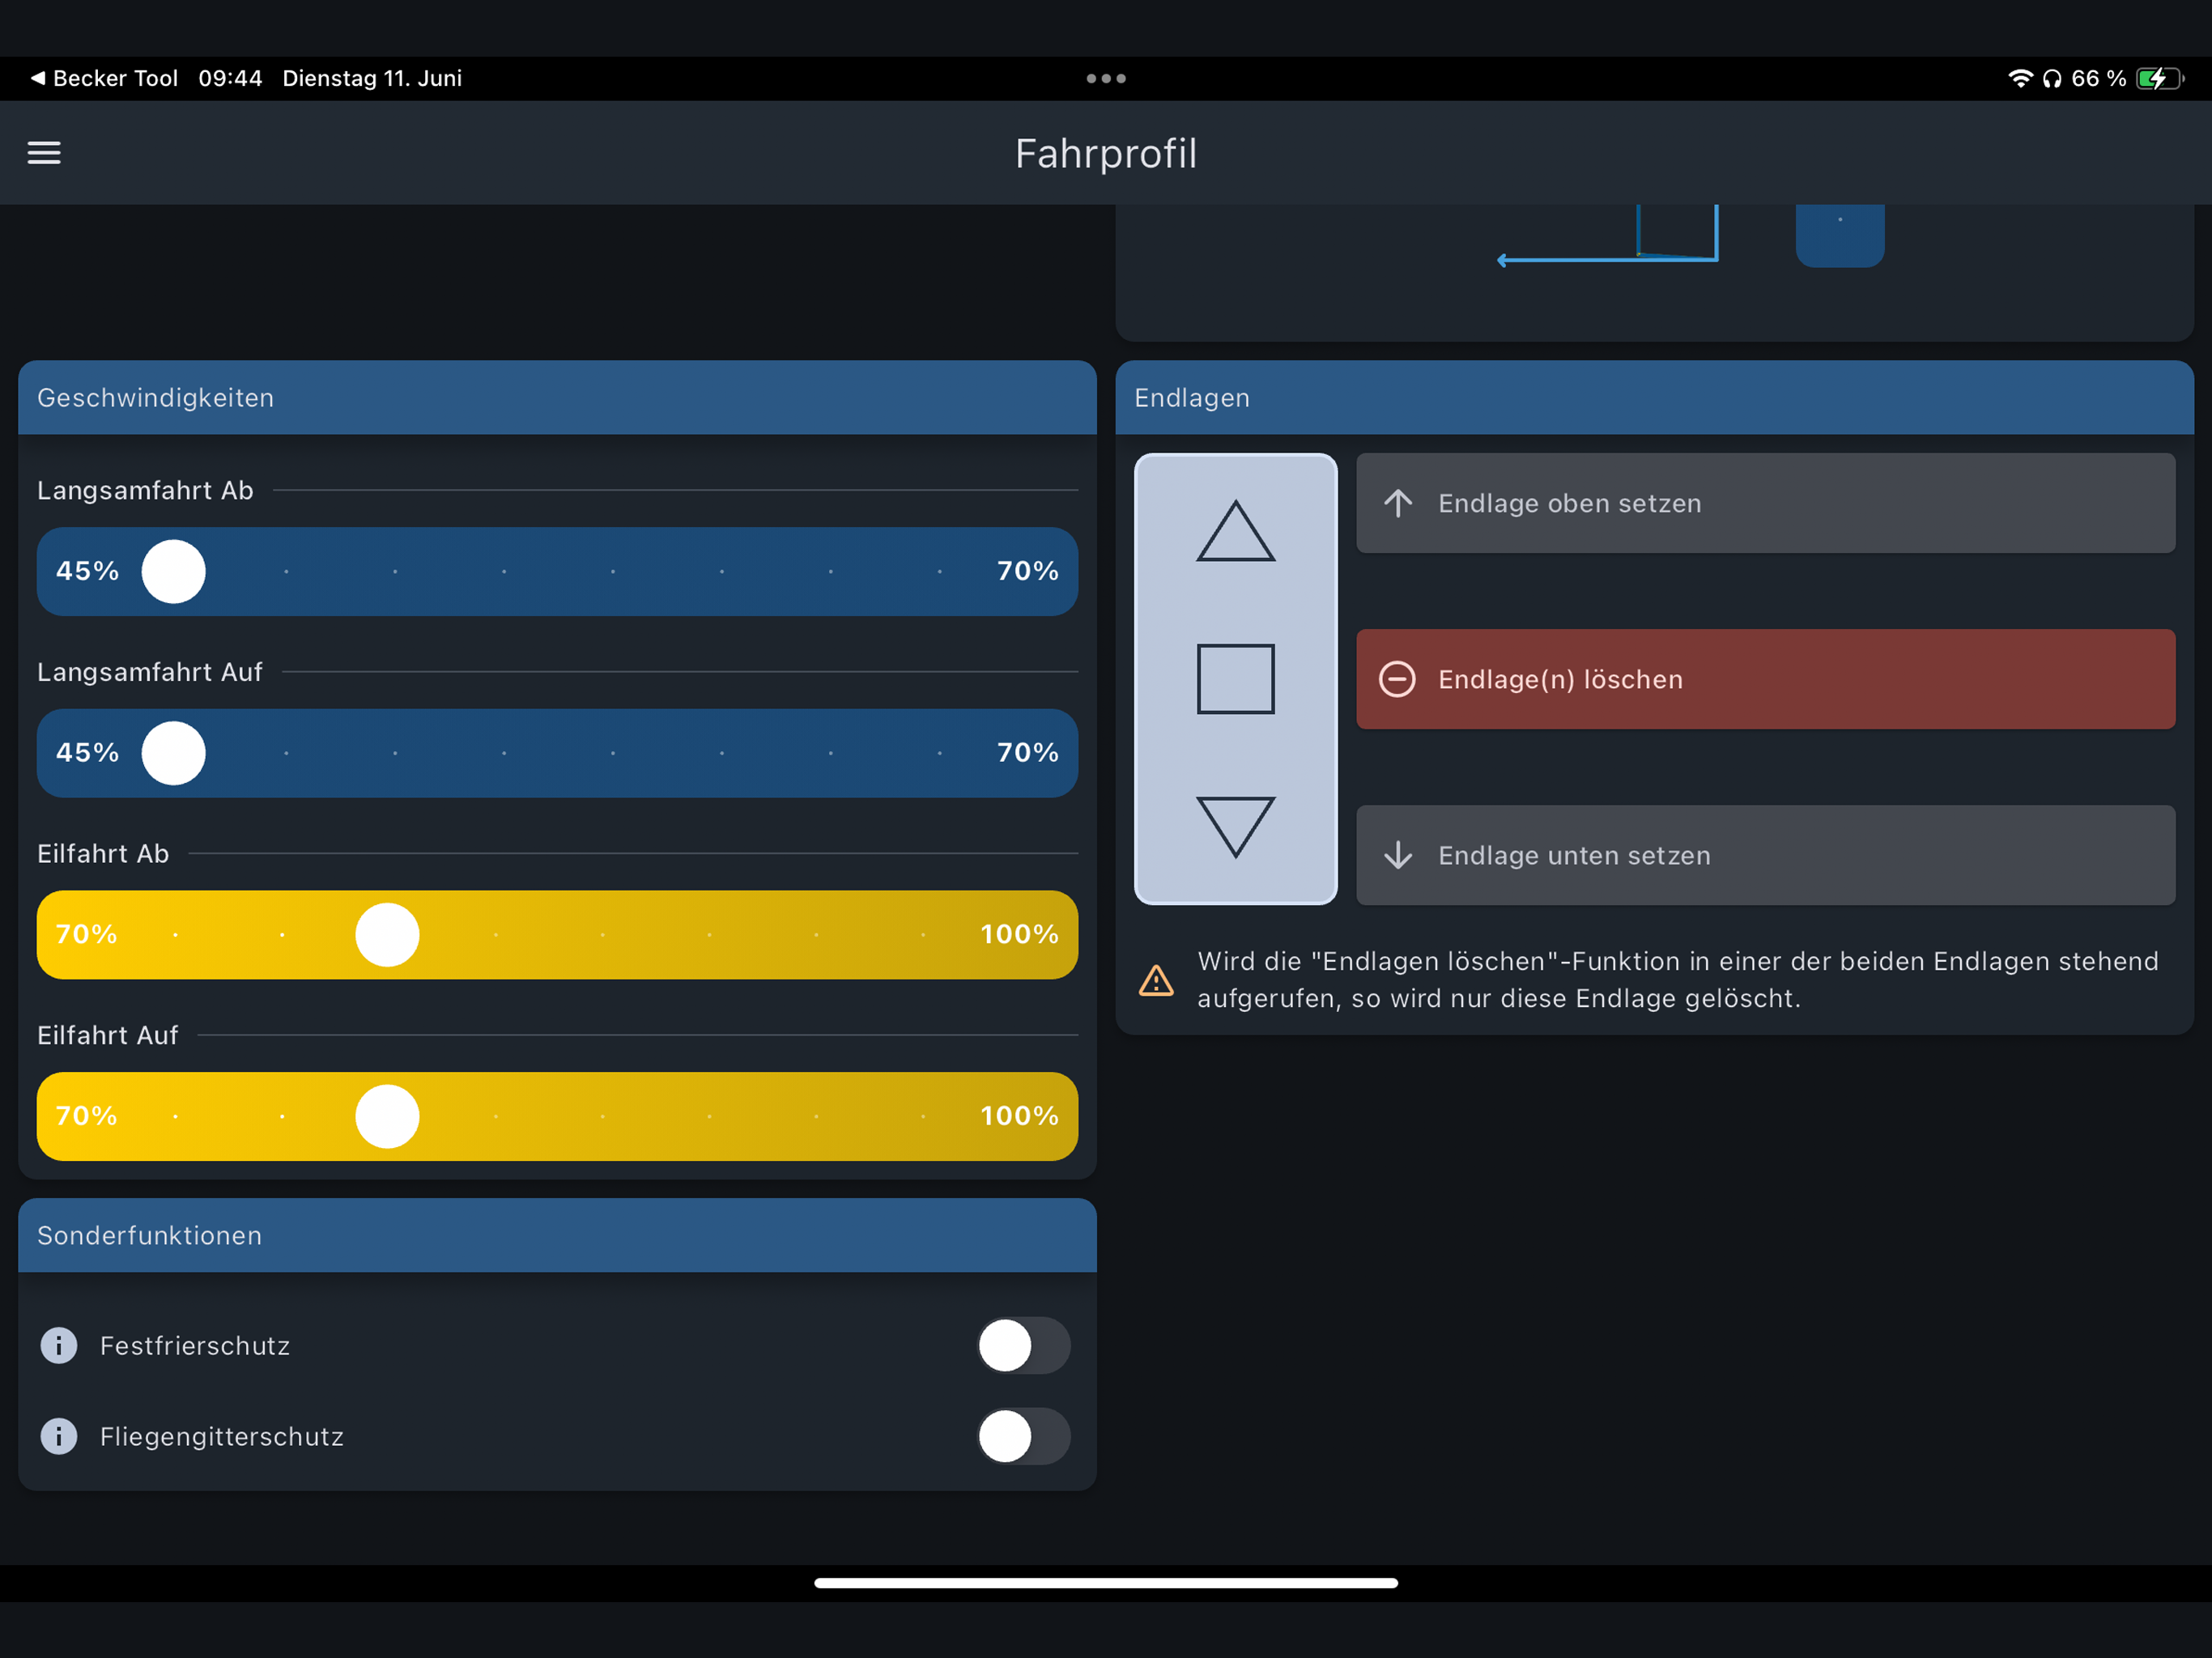 Becker Tool 09:44 Dienstag 11. Juni
66 %
Fahrprofil
Geschwindigkeiten
Langsamfahrt Ab
45% 70%
Langsamfahrt Auf
45% 70%
Eilfahrt Ab
70% 100%
Eilfahrt Auf
70% 100%
Sonderfunktionen
Festfrierschutz
Fliegengitterschutz
Endlagen
Endlage oben setzen
Endlage(n) löschen
Endlage unten setzen
Wird die "Endlagen löschen"-Funktion in einer der beiden Endlagen stehend
aufgerufen, so wird nur diese Endlage gelöscht.